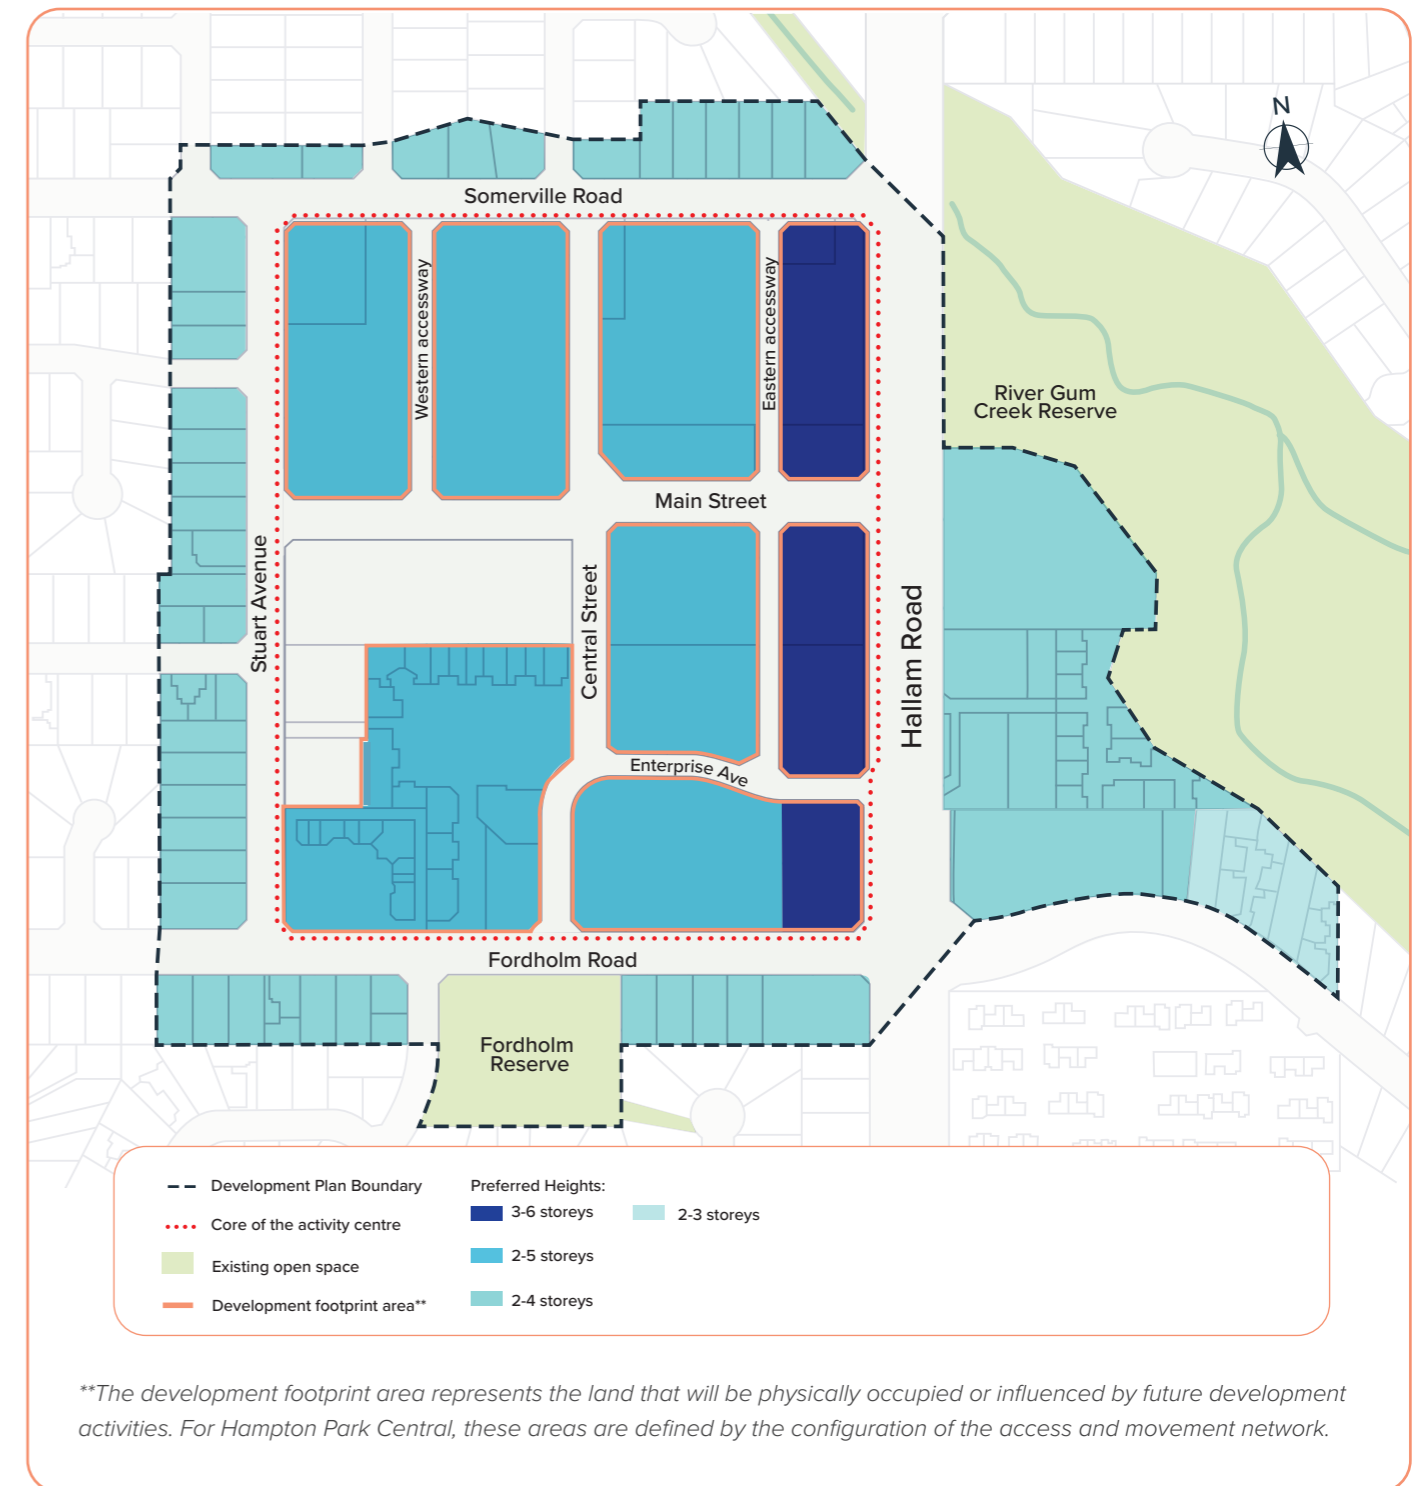 N
Somerville Road
Western accessway
Eastern accessway
River Gum
Creek Reserve
Main Street
Stuart Avenue
Central Street
Hallam Road
Enterprise Ave
Fordholm Road
Fordholm
Reserve
Development Plan Boundary
Core of the activity centre
Existing open space
Development footprint area**
Preferred Heights:
3-6 storeys
2-3 storeys
2-5 storeys
2-4 storeys
**The development footprint area represents the land that will be physically occupied or influenced by future development
activities. For Hampton Park Central, these areas are defined by the configuration of the access and movement network.